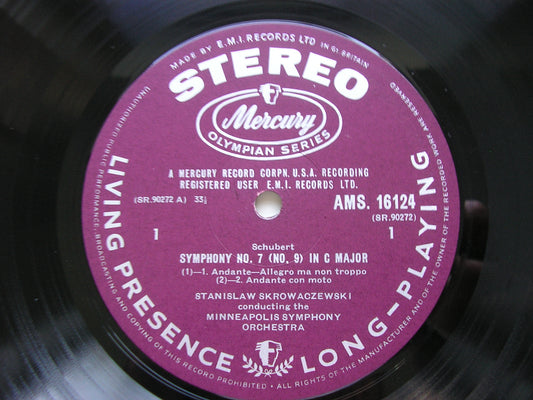 MADE BY E.M.I. RECORDS LTD IN GT BRITAIN
STEREO
Mercury
OLYMPIAN SERIES
A MERCURY RECORD CORPN. U.S.A. RECORDING
REGISTERED USER E.M.I. RECORDS LTD.
(SR.90272 A) 33⅓
AMS. 16124
(SR.90272)
1
1
Schubert
SYMPHONY NO. 7 (NO. 9) IN C MAJOR
(1)—1. Andante—Allegro ma non troppo
(2)—2. Andante con moto
STANISLAW SKROWACZEWSKI
conducting the
MINNEAPOLIS SYMPHONY
ORCHESTRA
LIVING PRESENCE
LONG-PLAYING
UNAUTHORISED PUBLIC PERFORMANCE, BROADCASTING AND COPYING OF THIS RECORD PROHIBITED • ALL RIGHTS OF THE MANUFACTURER AND OF THE OWNER OF THE RECORDED WORK ARE RESERVED